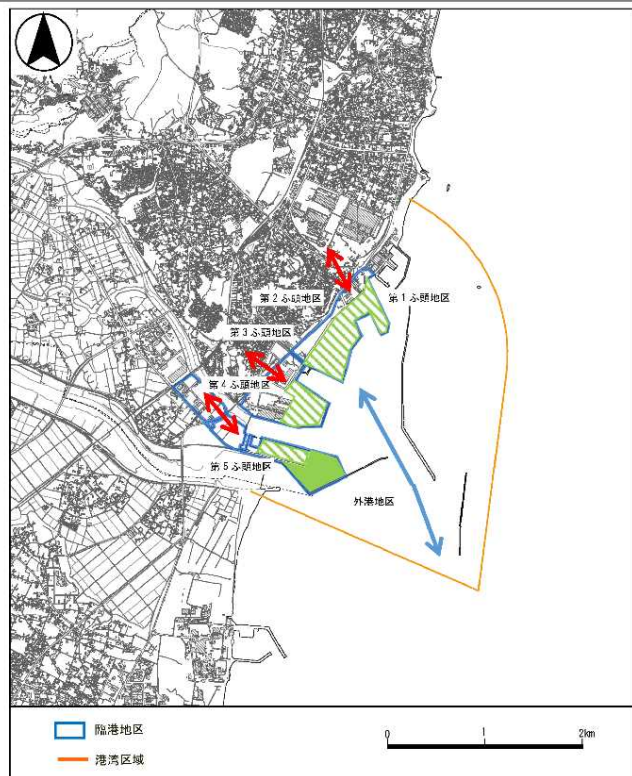 第2ふ頭地区
第1ふ頭地区
第3ふ頭地区
第4ふ頭地区
第5ふ頭地区
外港地区
臨港地区
港湾区域
0 1 2km